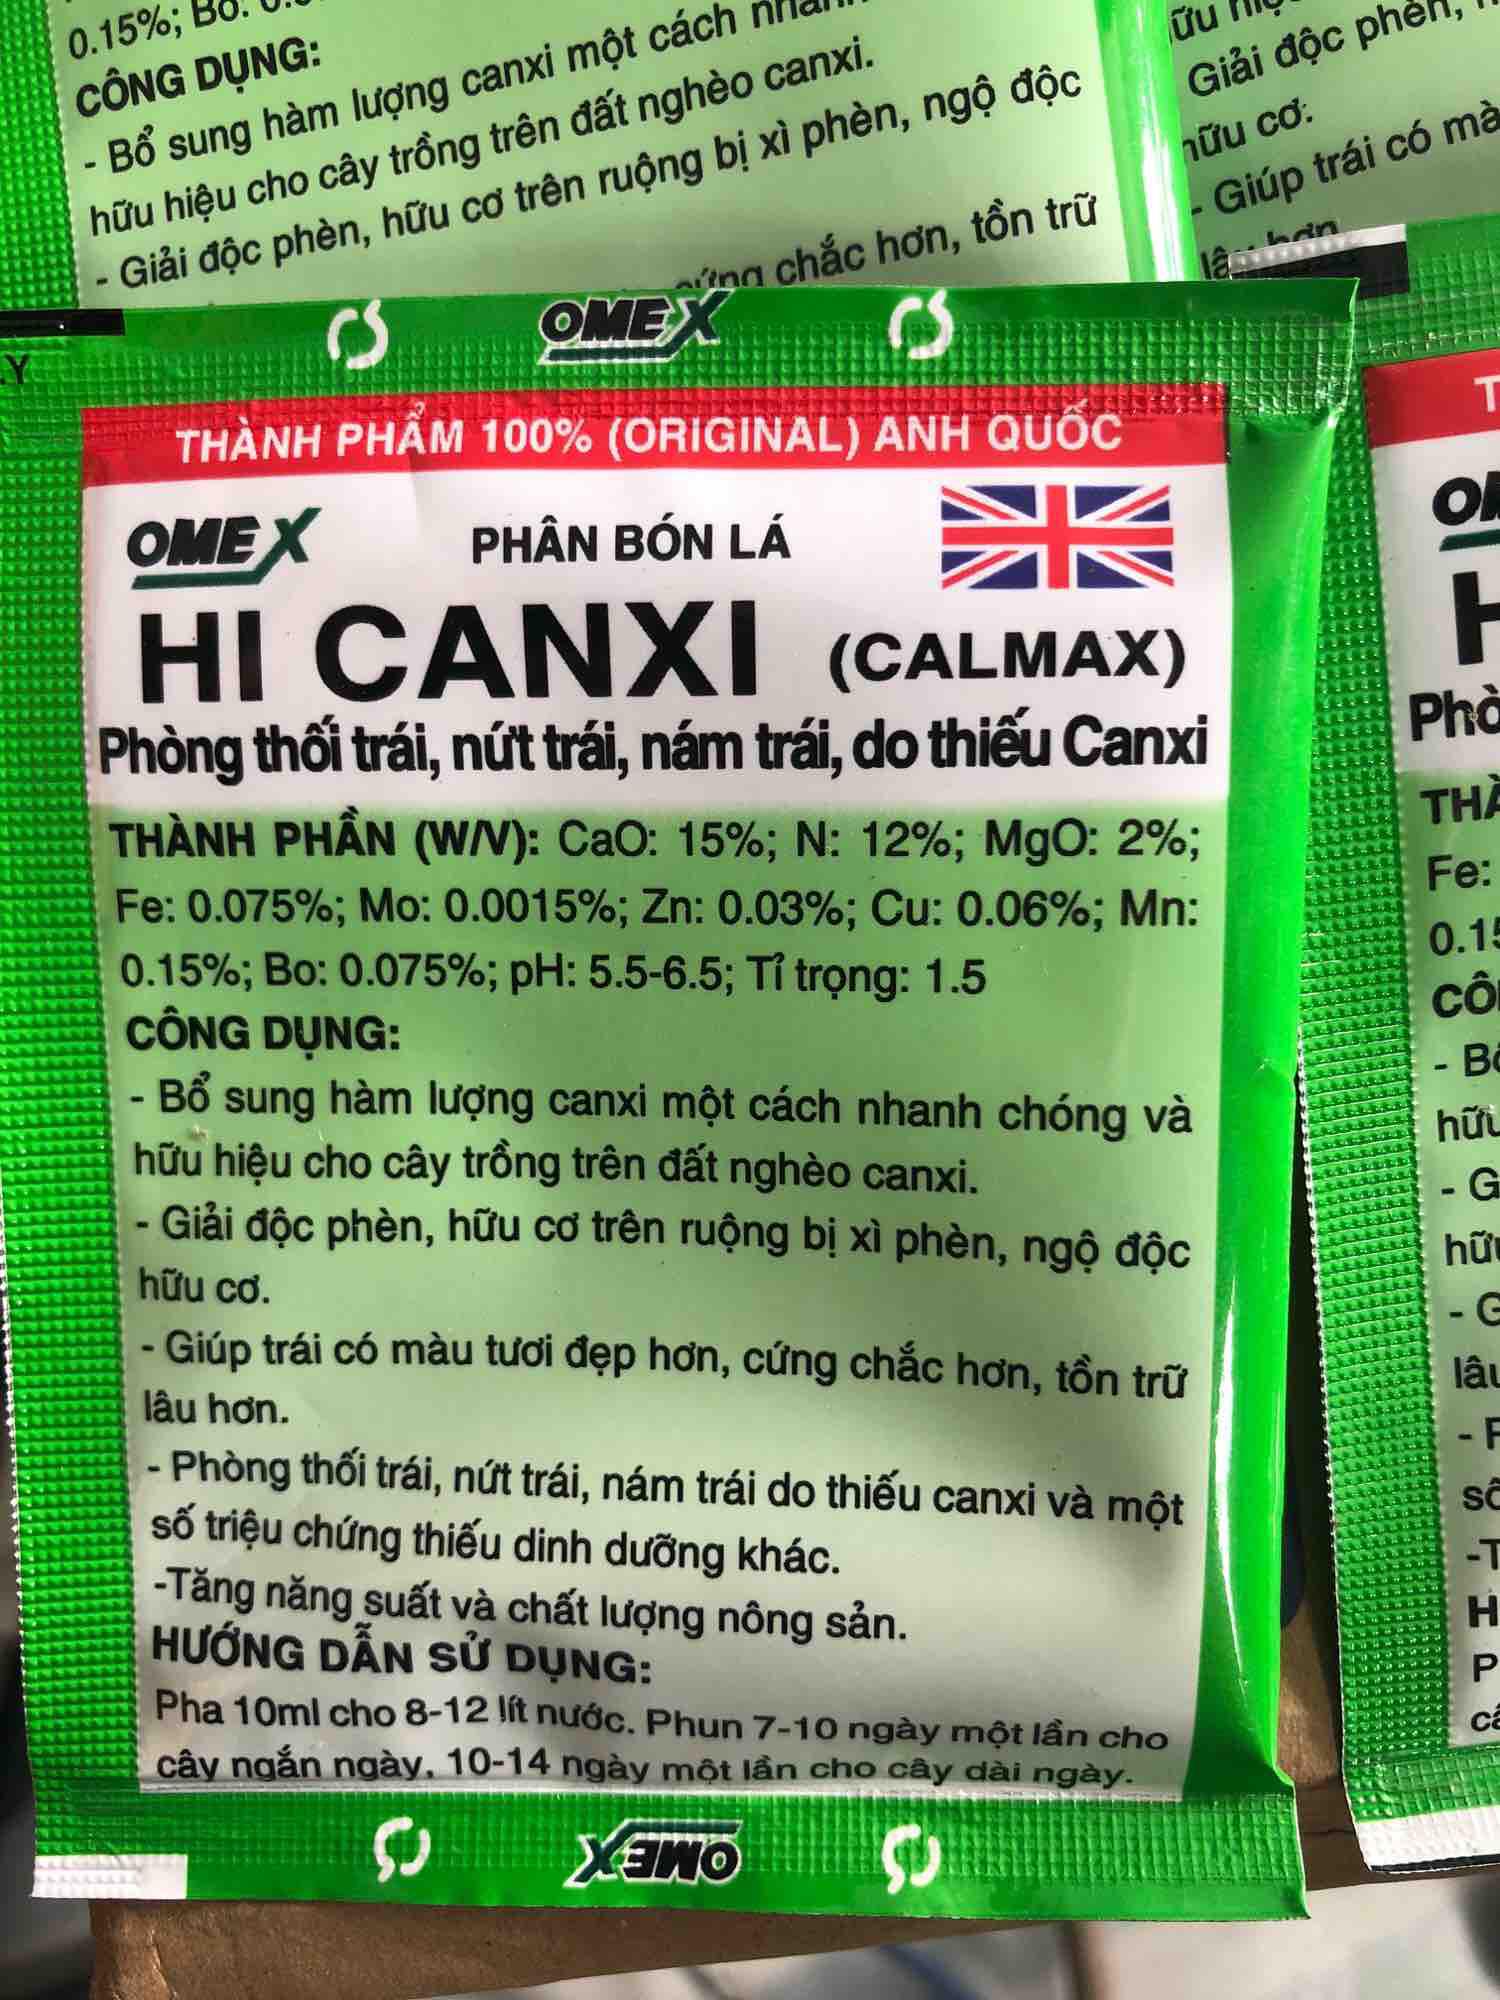 0.15%; Bo:
CÔNG DỤNG:
- Bổ sung hàm lượng canxi một cách
hữu hiệu cho cây trồng trên đất nghèo canxi.
- Giải độc phèn, hữu cơ trên ruộng bị xì phèn, ngộ độc
cứng chắc hơn, tồn trữ
Giải độc phèn,
hữu cơ.
- Giúp trái có
lâu hơn
.Y
OMEX
THÀNH PHẨM 100% (ORIGINAL) ANH QUỐC
OMEX
PHÂN BÓN LÁ
HI CANXI (CALMAX)
Phòng thối trái, nứt trái, nám trái, do thiếu Canxi
THÀNH PHẦN (W/V): CaO: 15%; N: 12%; MgO: 2%;
Fe: 0.075%; Mo: 0.0015%; Zn: 0.03%; Cu: 0.06%; Mn:
0.15%; Bo: 0.075%; pH: 5.5-6.5; Tỉ trọng: 1.5
CÔNG DỤNG:
- Bổ sung hàm lượng canxi một cách nhanh chóng và
hữu hiệu cho cây trồng trên đất nghèo canxi.
- Giải độc phèn, hữu cơ trên ruộng bị xì phèn, ngộ độc
hữu cơ.
- Giúp trái có màu tươi đẹp hơn, cứng chắc hơn, tồn trữ
lâu hơn.
- Phòng thối trái, nứt trái, nám trái do thiếu canxi và một
số triệu chứng thiếu dinh dưỡng khác.
-Tăng năng suất và chất lượng nông sản.
HƯỚNG DẪN SỬ DỤNG:
Pha 10ml cho 8-12 lít nước. Phun 7-10 ngày một lần cho
cây ngắn ngày, 10-14 ngày một lần cho cây dài ngày.
OMEX
Fe: